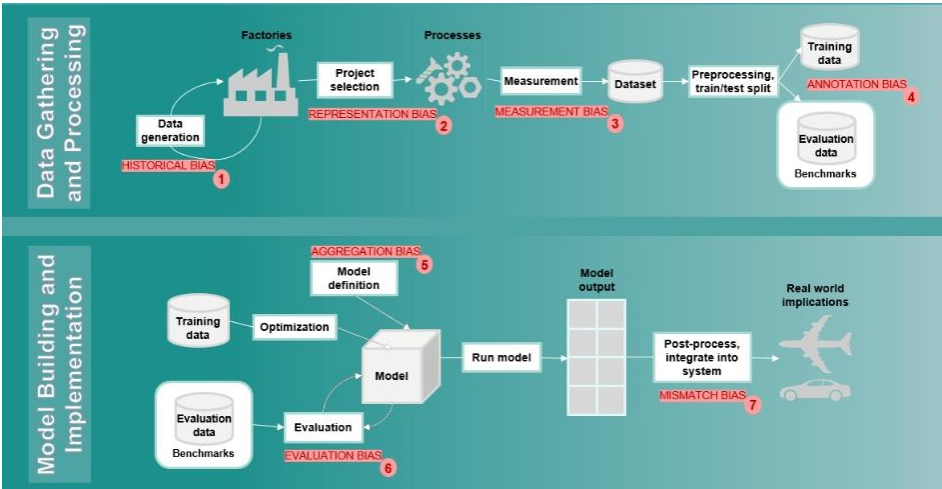 Data Gathering
and Processing
Factories
Processes
Data
generation
HISTORICAL BIAS
1
Project
selection
REPRESENTATION BIAS
2
Measurement
MEASUREMENT BIAS
3
Dataset
Preprocessing,
train/test split
Training
data
ANNOTATION BIAS
4
Evaluation
data
Benchmarks
Model Building and
Implementation
AGGREGATION BIAS
5
Model
definition
Training
data
Optimization
Model
Evaluation
data
Benchmarks
Evaluation
EVALUATION BIAS
6
Run model
Model
output
Post-process,
integrate into
system
MISMATCH BIAS
7
Real world
implications